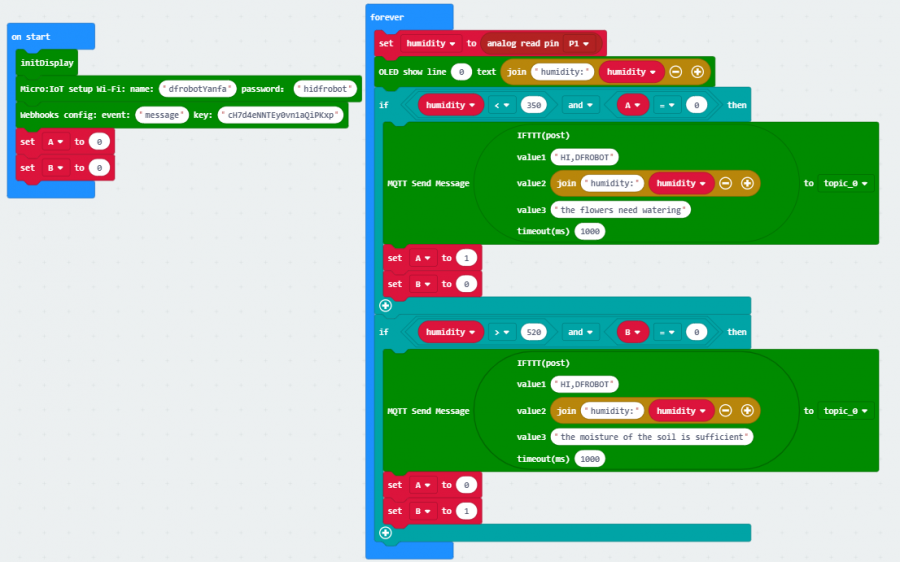 on start
initDisplay
Micro:IoT setup Wi-Fi: name: "dfrobotYanfa" password: "hidfrobot"
Webhooks config: event: "message" key: "cH7d4eNNTEy0vn1aQiPKxp"
set A to 0
set B to 0
forever
set humidity to analog read pin P1
OLED show line 0 text join "humidity:" humidity
if humidity < 350 and A = 0 then
IFTTT(post)
value1 "HI,DFROBOT"
MQTT Send Message value2 join "humidity:" humidity to topic_0
value3 "the flowers need watering"
timeout(ms) 1000
set A to 1
set B to 0
if humidity > 520 and B = 0 then
IFTTT(post)
value1 "HI,DFROBOT"
MQTT Send Message value2 join "humidity:" humidity to topic_0
value3 "the moisture of the soil is sufficient"
timeout(ms) 1000
set A to 0
set B to 1